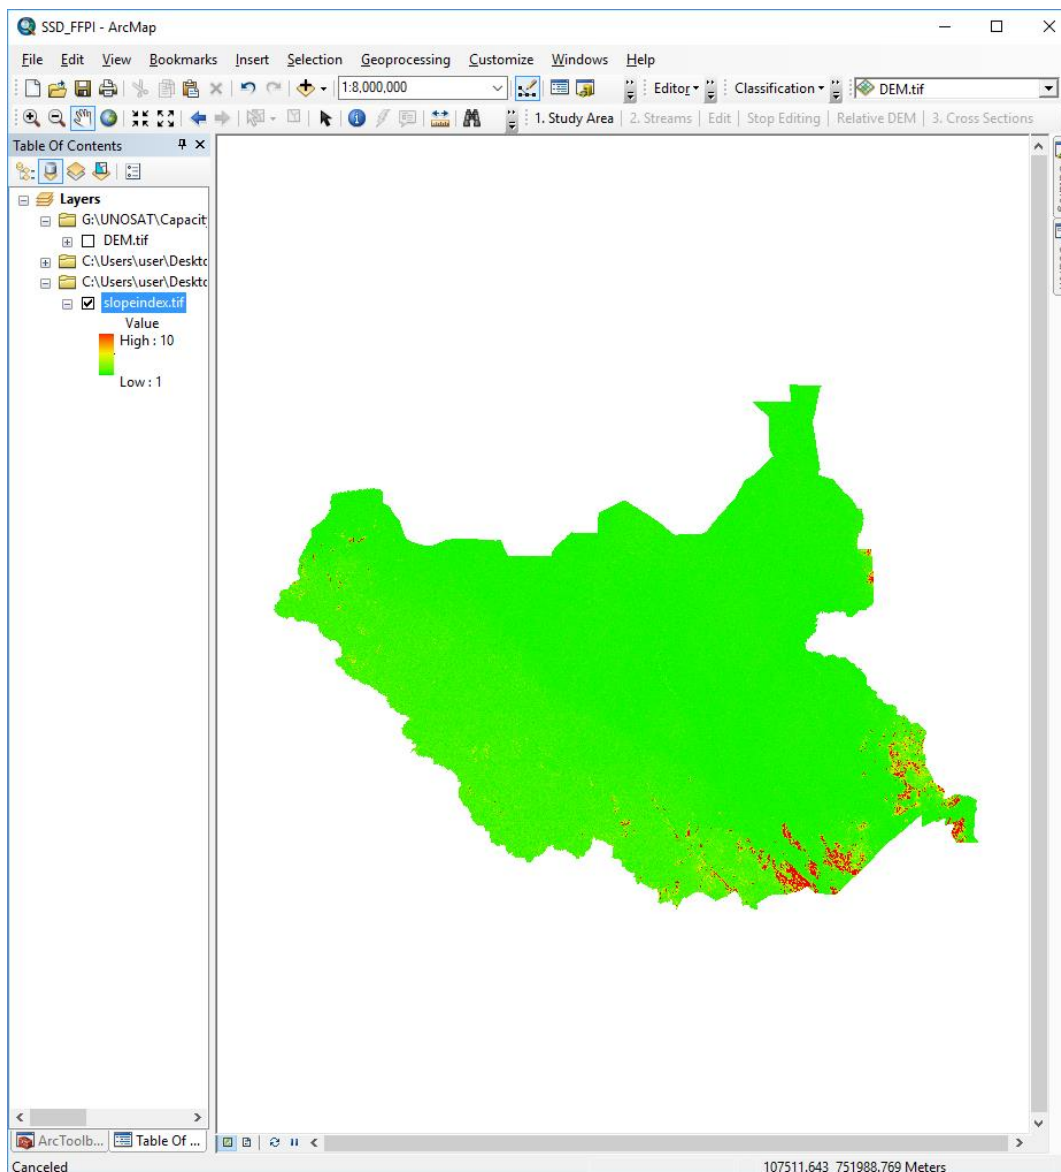 SSD_FFPI - ArcMap
File Edit View Bookmarks Insert Selection Geoprocessing Customize Windows Help
1:8,000,000 Editor Classification DEM.tif
1. Study Area 2. Streams Edit Stop Editing Relative DEM 3. Cross Sections
Table Of Contents
Layers
G:\UNOSAT\Capacit
DEM.tif
C:\Users\user\Deskto
C:\Users\user\Deskto
slopeindex.tif
Value
High : 10
Low : 1
ArcToolb... Table Of ...
Canceled 107511.643 751988.769 Meters